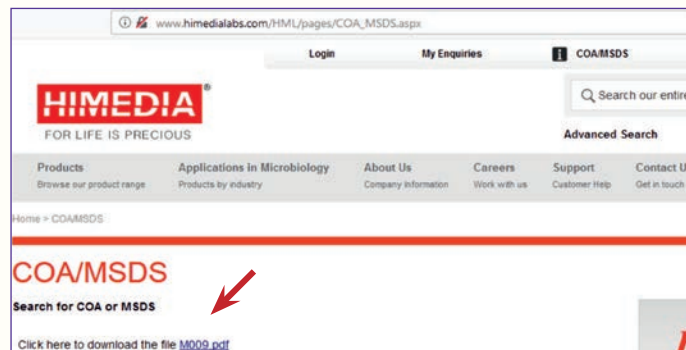 www.himedialabs.com/HML/pages/COA_MSDS.aspx
Login My Enquiries i COA/MSDS
HIMEDIA®
FOR LIFE IS PRECIOUS
Search our entire
Advanced Search
Products Applications in Microbiology About Us Careers Support Contact U
Browse our product range Products by industry Company Information Work with us Customer Help Get in touch
Home > COA/MSDS
COA/MSDS
Search for COA or MSDS
Click here to download the file M009.pdf